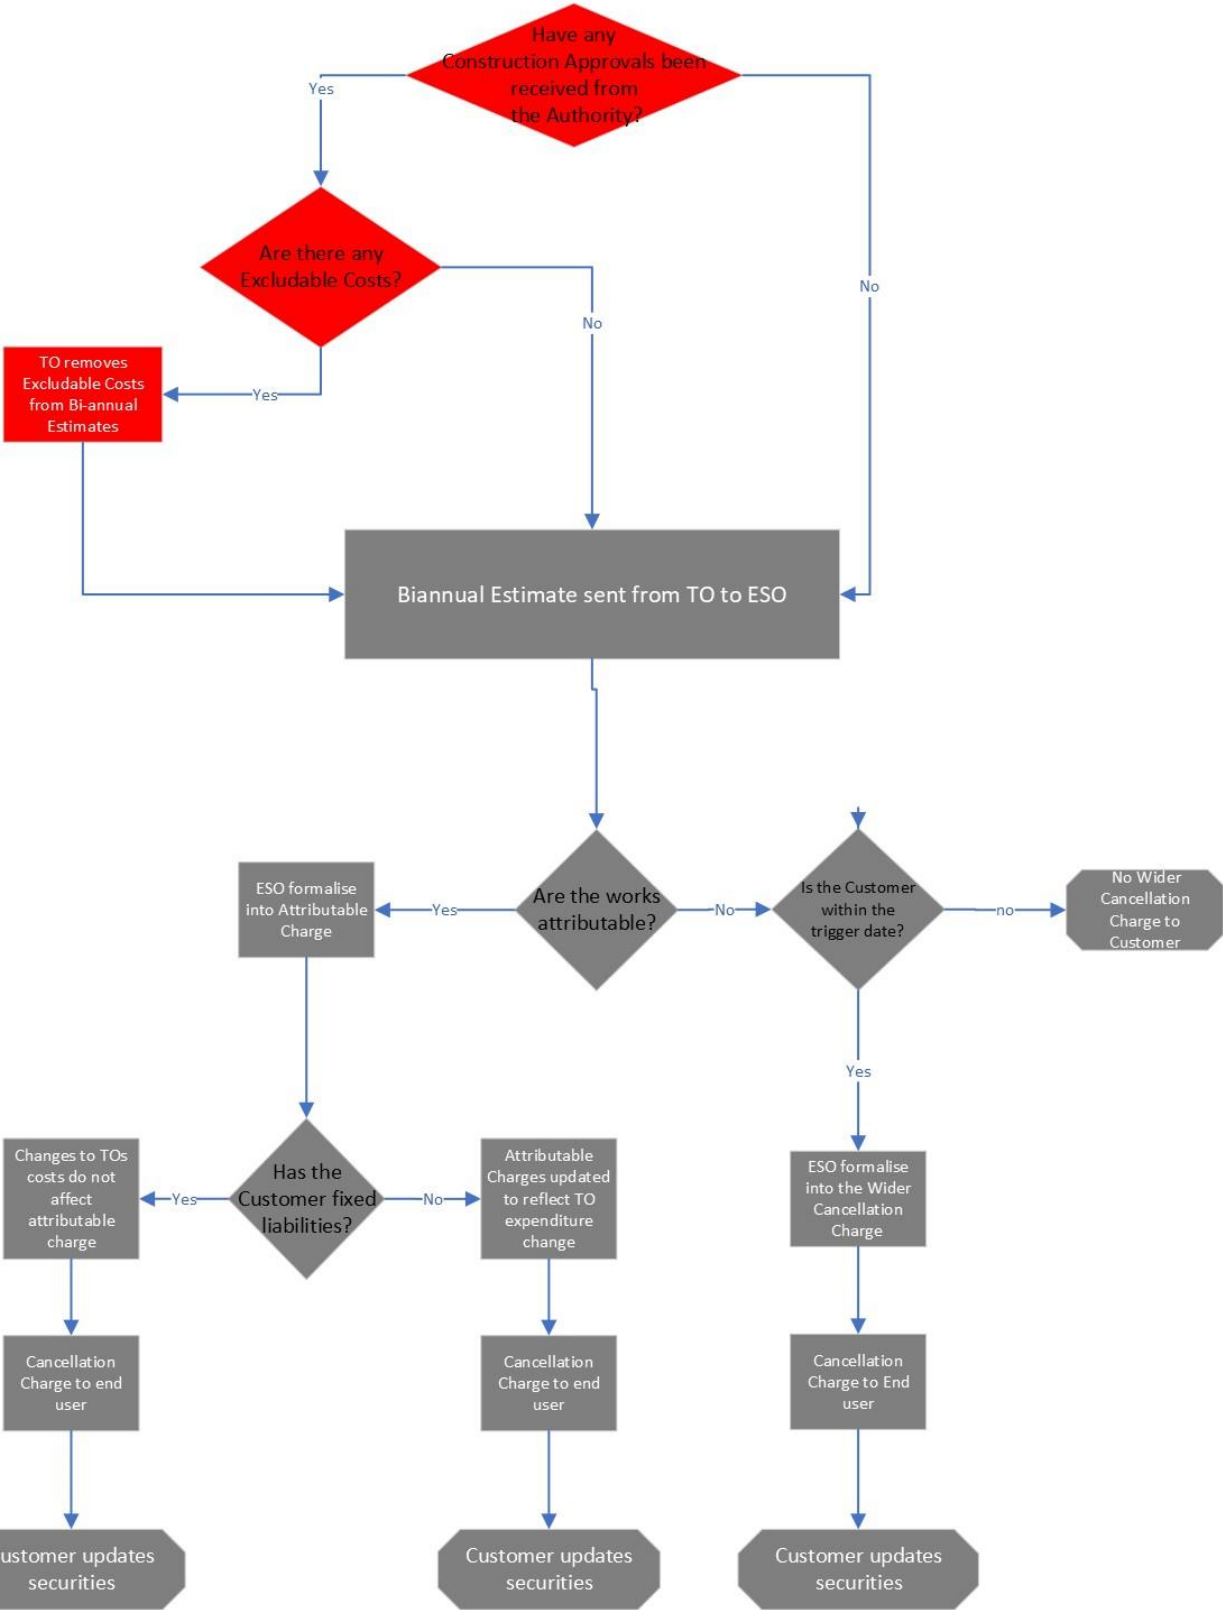 Have any
Construction Approvals been
received from
the Authority?
Yes
No
Are there any
Excludable Costs?
No
Yes
TO removes
Excludable Costs
from Bi-annual
Estimates
Biannual Estimate sent from TO to ESO
ESO formalise
into Attributable
Charge
Yes
Are the works
attributable?
No
Is the Customer
within the
trigger date?
no
No Wider
Cancellation
Charge to
Customer
Yes
Changes to TOs
costs do not
affect
attributable
charge
Yes
Has the
Customer fixed
liabilities?
No
Attributable
Charges updated
to reflect TO
expenditure
change
ESO formalise
into the Wider
Cancellation
Charge
Cancellation
Charge to end
user
Cancellation
Charge to end
user
Cancellation
Charge to End
user
ustomer updates
securities
Customer updates
securities
Customer updates
securities